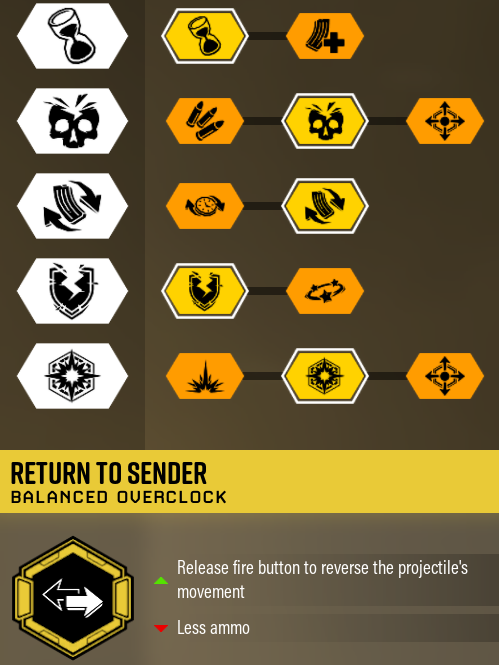 RETURN TO SENDER
BALANCED OVERCLOCK
Release fire button to reverse the projectile's
movement
Less ammo